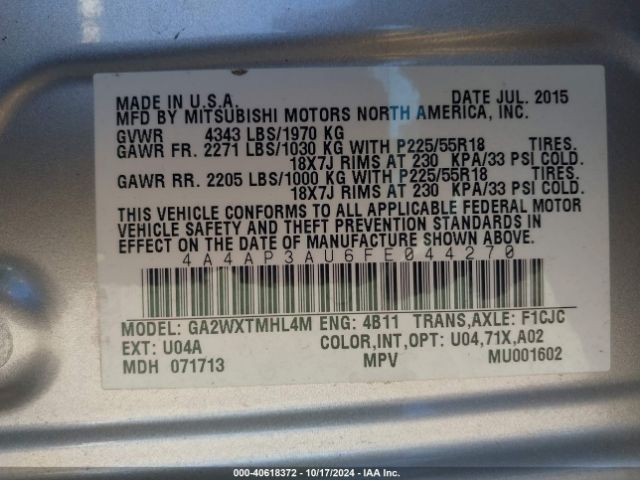 MADE IN U.S.A. DATE JUL. 2015
MFD BY MITSUBISHI MOTORS NORTH AMERICA, INC.
GVWR 4343 LBS/1970 KG
GAWR FR. 2271 LBS/1030 KG WITH P225/55R18 TIRES.
18X7J RIMS AT 230 KPA/33 PSI COLD.
GAWR RR. 2205 LBS/1000 KG WITH P225/55R18 TIRES.
18X7J RIMS AT 230 KPA/33 PSI COLD.
THIS VEHICLE CONFORMS TO ALL APPLICABLE FEDERAL MOTOR
VEHICLE SAFETY AND THEFT PREVENTION STANDARDS IN
EFFECT ON THE DATE OF MANUFACTURE SHOWN ABOVE.
4A4AP3AU6FE044270
MODEL: GA2WXTMHL4M ENG: 4B11 TRANS,AXLE: F1CJC
EXT: U04A COLOR,INT,OPT: U04,71X,A02
MDH 071713 MPV MU001602
000-40618372 - 10/17/2024 - IAA Inc.